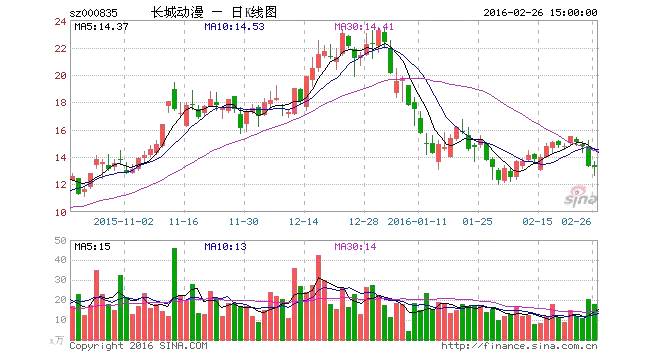 sz000835 长城动漫 一 日K线图 2016-02-26 15:00:00
24 MA5:14.37 MA10:14.53 MA30:14.41
22
20
18
16
14
12
10
sina
2015-11-02 11-16 11-30 12-14 12-28 2016-01-11 01-25 02-15 02-26
50 MA5:15 MA10:13 MA30:14
40
30
20
10
x万
Copyright 2016 SINA.COM http://finance.sina.com.cn